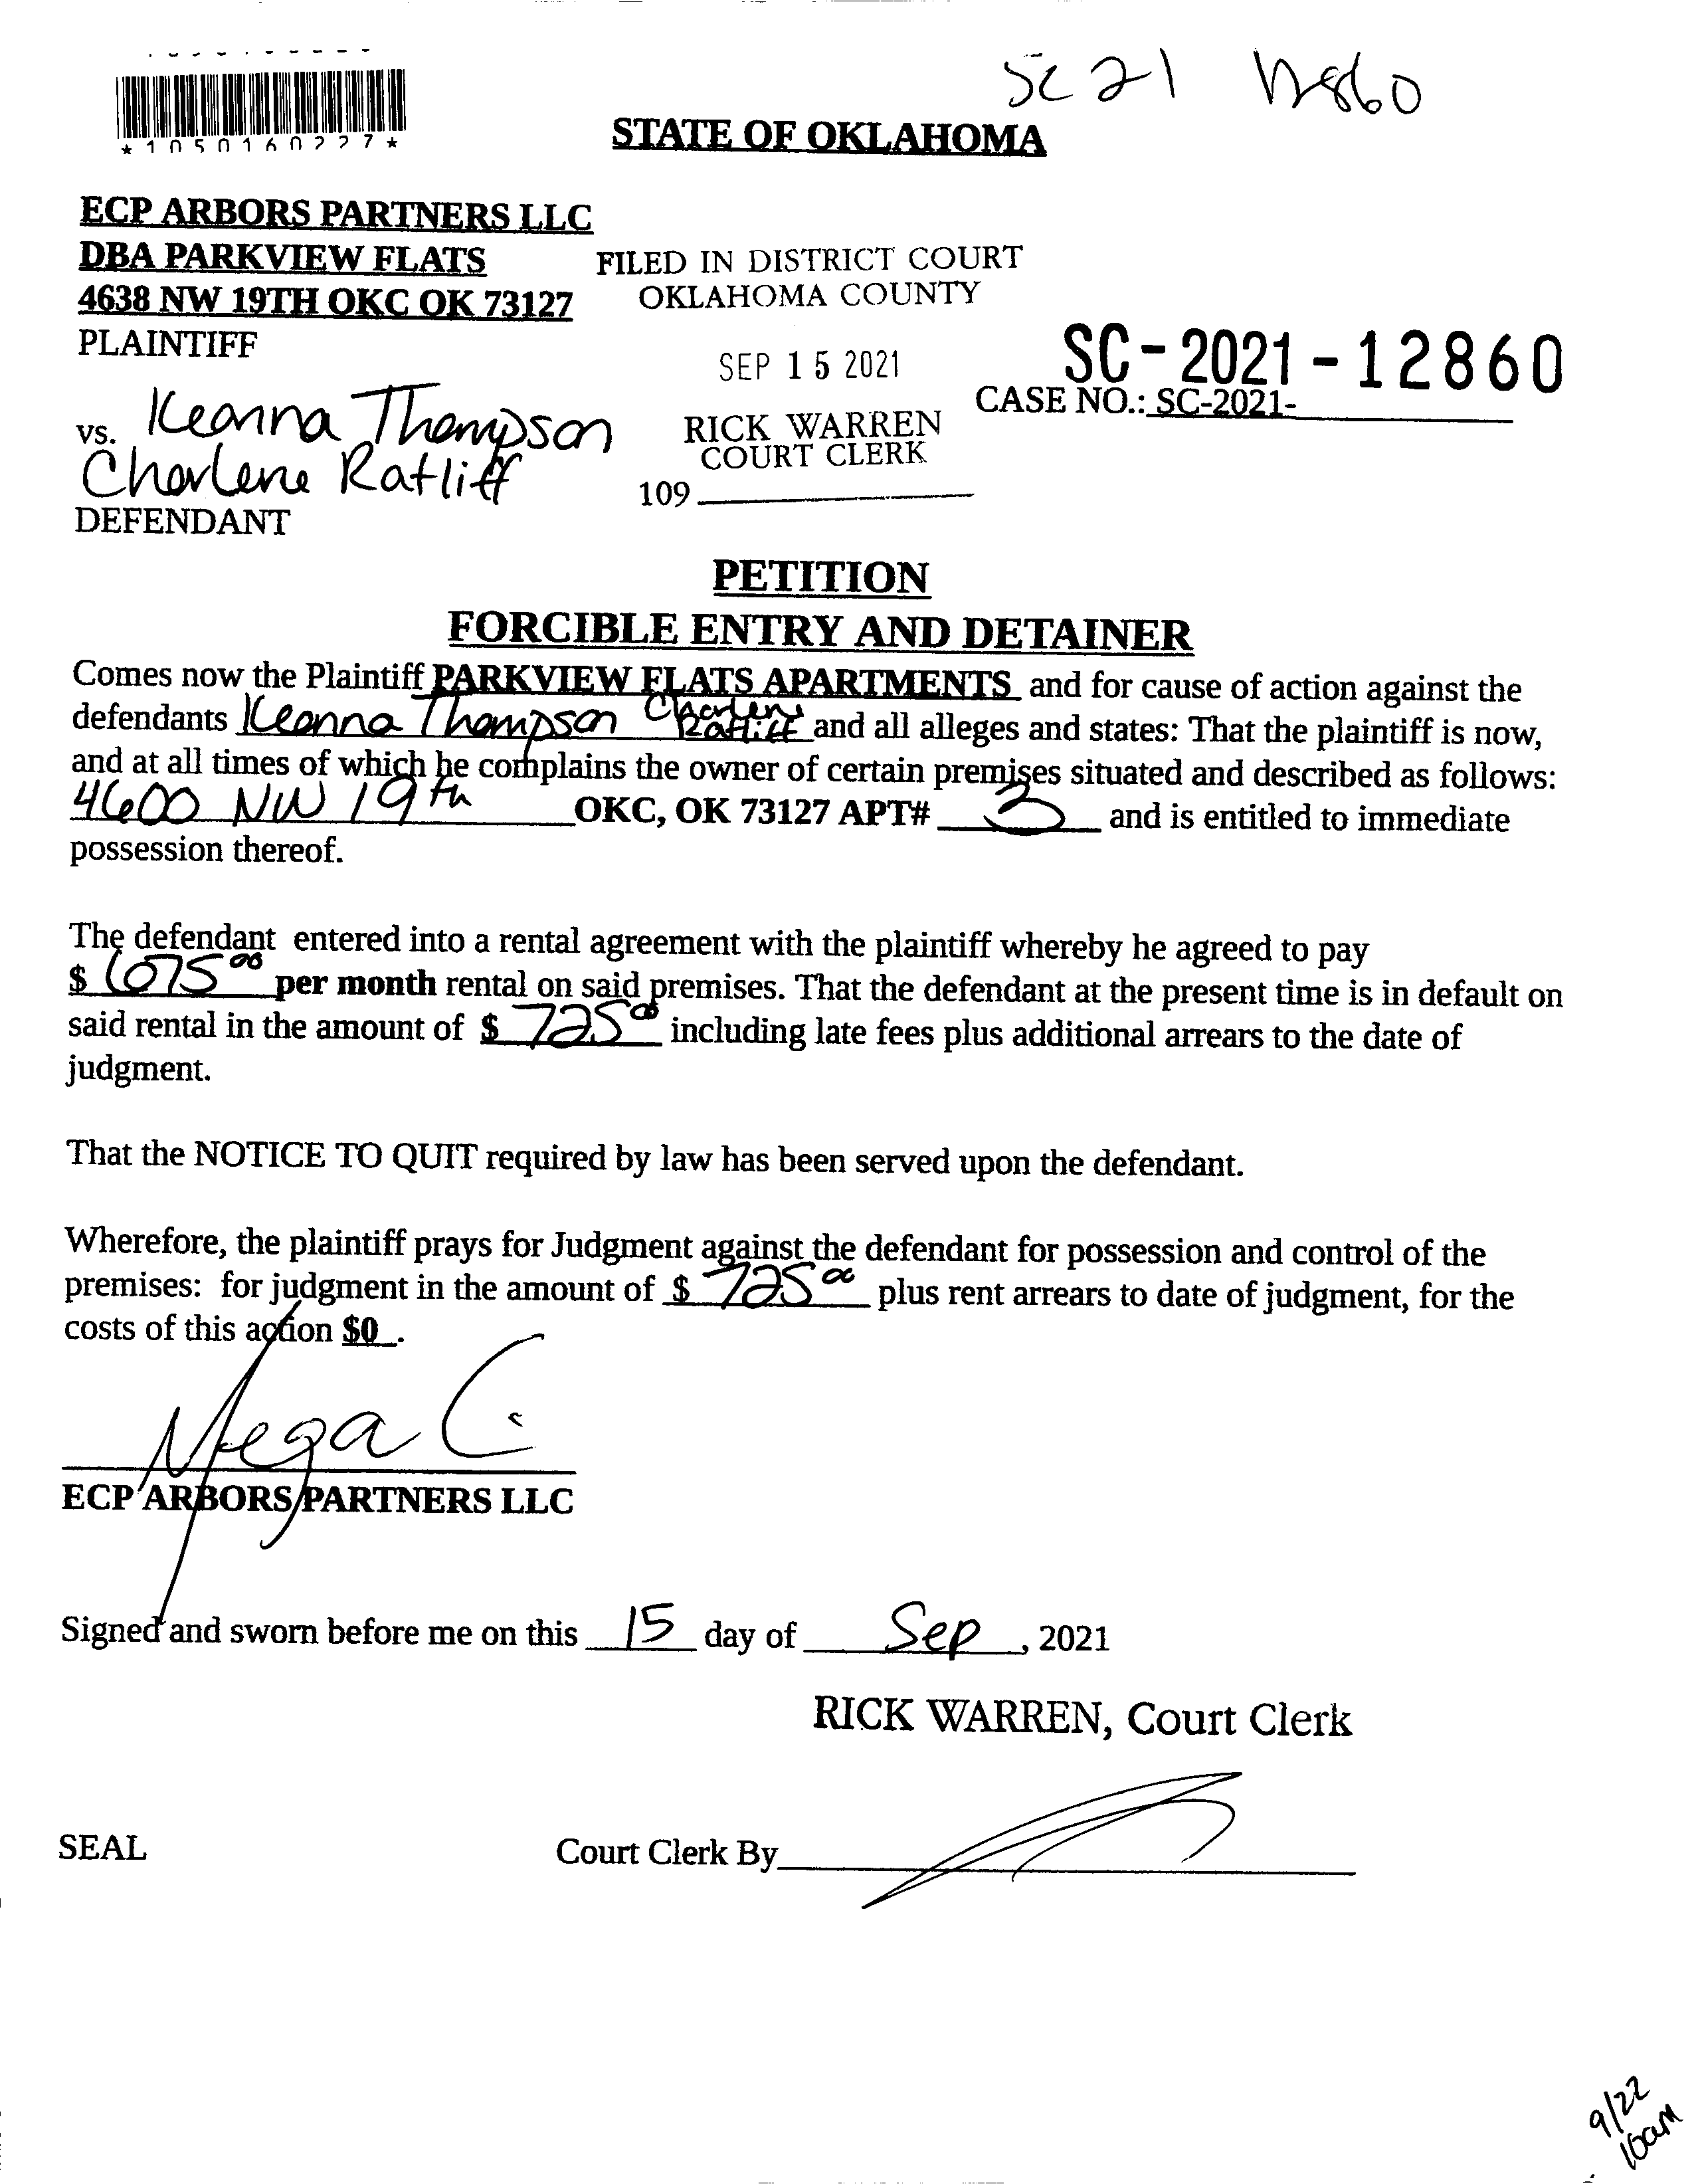 SC 21 12860
*1050160227*
STATE OF OKLAHOMA
ECP ARBORS PARTNERS LLC
DBA PARKVIEW FLATS
4638 NW 19TH OKC OK 73127
PLAINTIFF
FILED IN DISTRICT COURT
OKLAHOMA COUNTY
SEP 15 2021
RICK WARREN
COURT CLERK
109
SC-2021-12860
CASE NO.: SC-2021-
vs. Keanna Thompson
Charlene Ratliff
DEFENDANT
PETITION
FORCIBLE ENTRY AND DETAINER
Comes now the Plaintiff PARKVIEW FLATS APARTMENTS and for cause of action against the
defendants Keanna Thompson Charlene Ratliff and all alleges and states: That the plaintiff is now,
and at all times of which he complains the owner of certain premises situated and described as follows:
4600 NW 19th OKC, OK 73127 APT# 3 and is entitled to immediate
possession thereof.
The defendant entered into a rental agreement with the plaintiff whereby he agreed to pay
$ 675 00 per month rental on said premises. That the defendant at the present time is in default on
said rental in the amount of $ 725 00 including late fees plus additional arrears to the date of
judgment.
That the NOTICE TO QUIT required by law has been served upon the defendant.
Wherefore, the plaintiff prays for Judgment against the defendant for possession and control of the
premises: for judgment in the amount of $ 725 00 plus rent arrears to date of judgment, for the
costs of this action $0 .
Mega C.
ECP ARBORS PARTNERS LLC
Signed and sworn before me on this 15 day of Sep , 2021
RICK WARREN, Court Clerk
SEAL
Court Clerk By
9/22
10am